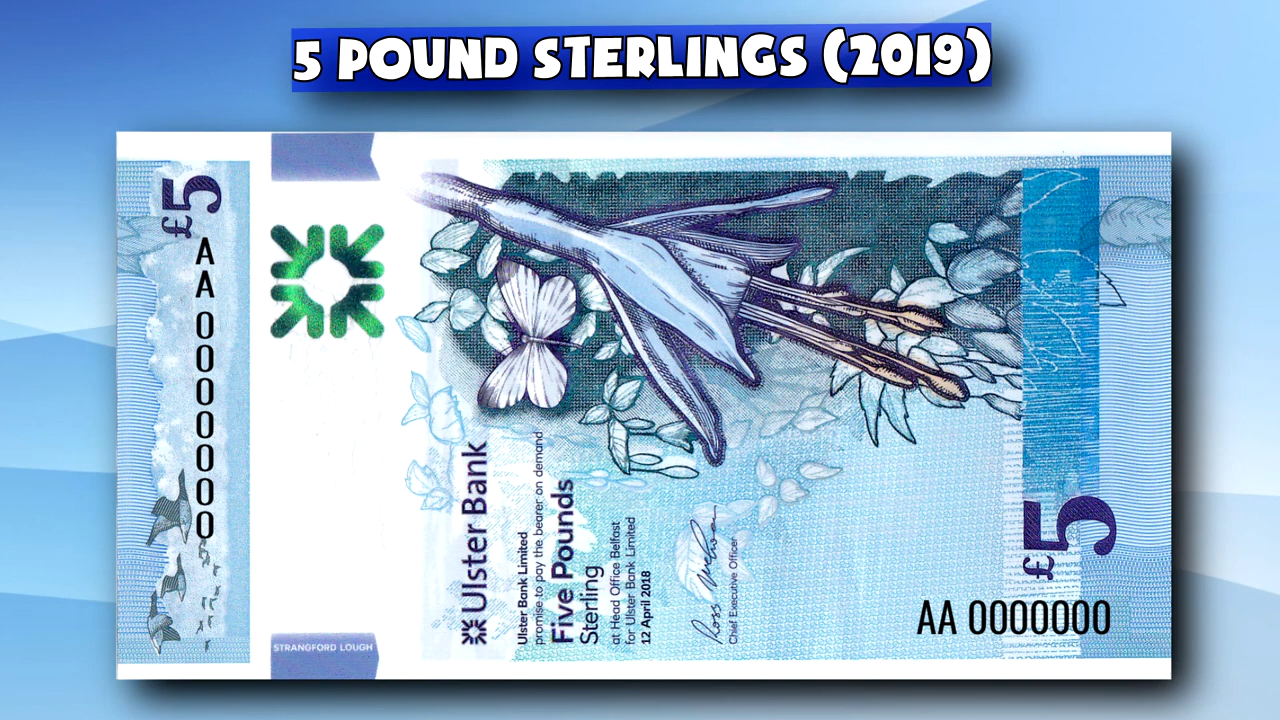 5 POUND STERLINGS (2019)
£5
AA 0000000
STRANGFORD LOUGH
Ulster Bank
Ulster Bank Limited
promise to pay the bearer on demand
Five Pounds
Sterling
at Head Office Belfast
for Ulster Bank Limited
12 April 2018
Chief Executive Officer
£5
AA 0000000